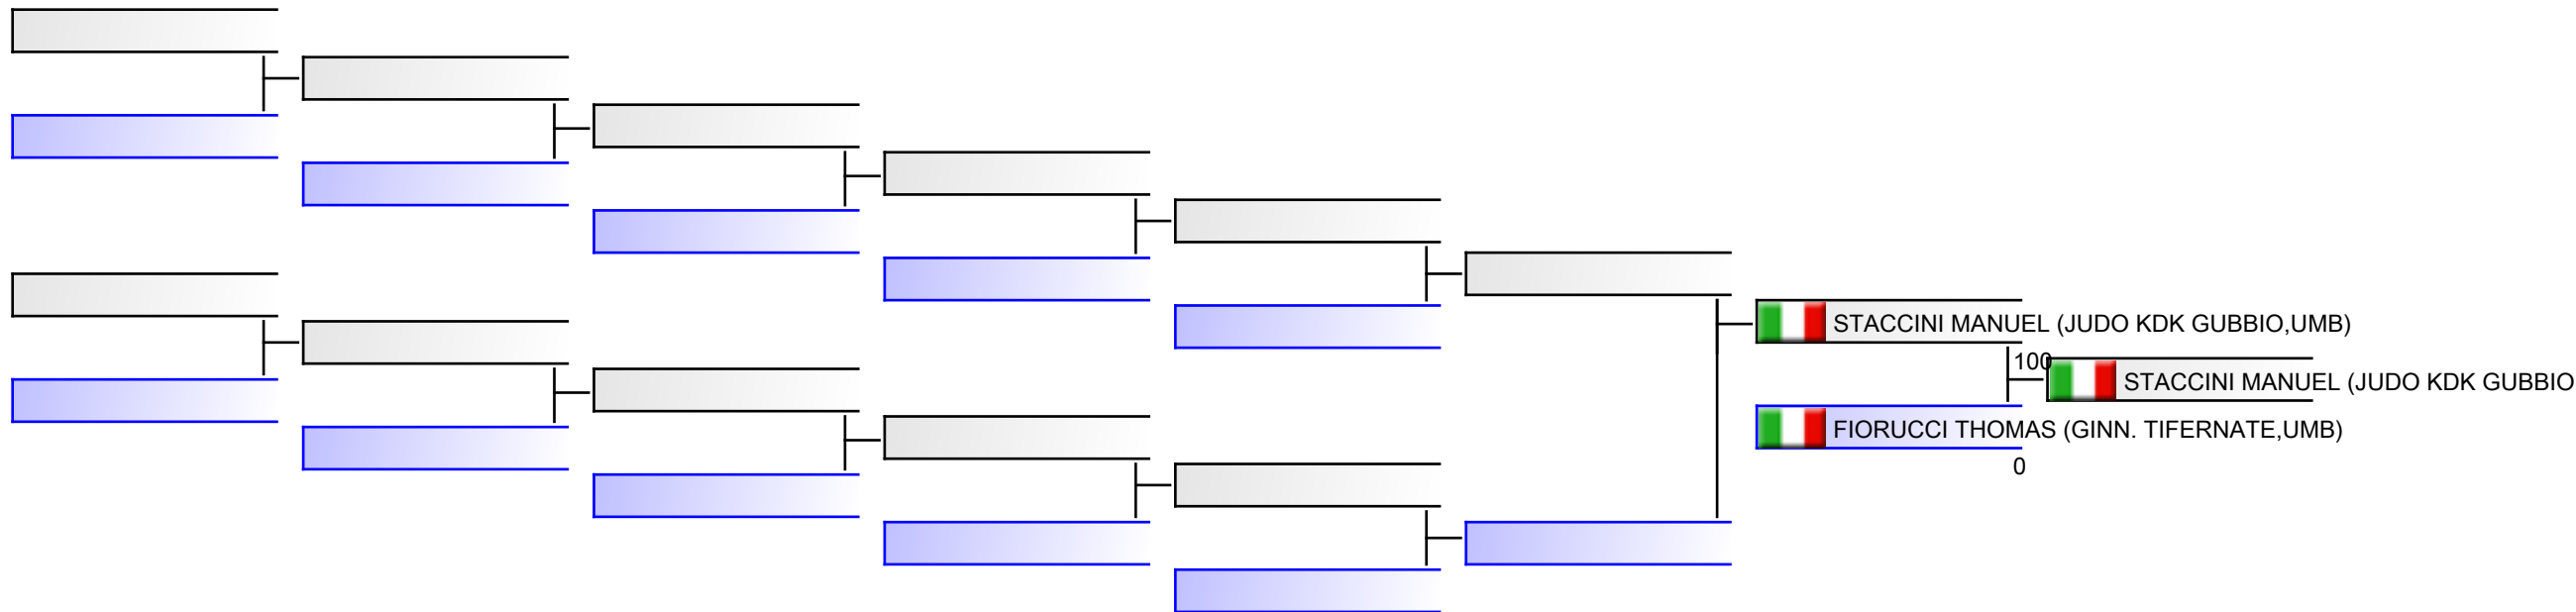 STACCINI MANUEL (JUDO KDK GUBBIO,UMB)
100
STACCINI MANUEL (JUDO KDK GUBBIO
FIORUCCI THOMAS (GINN. TIFERNATE,UMB)
0